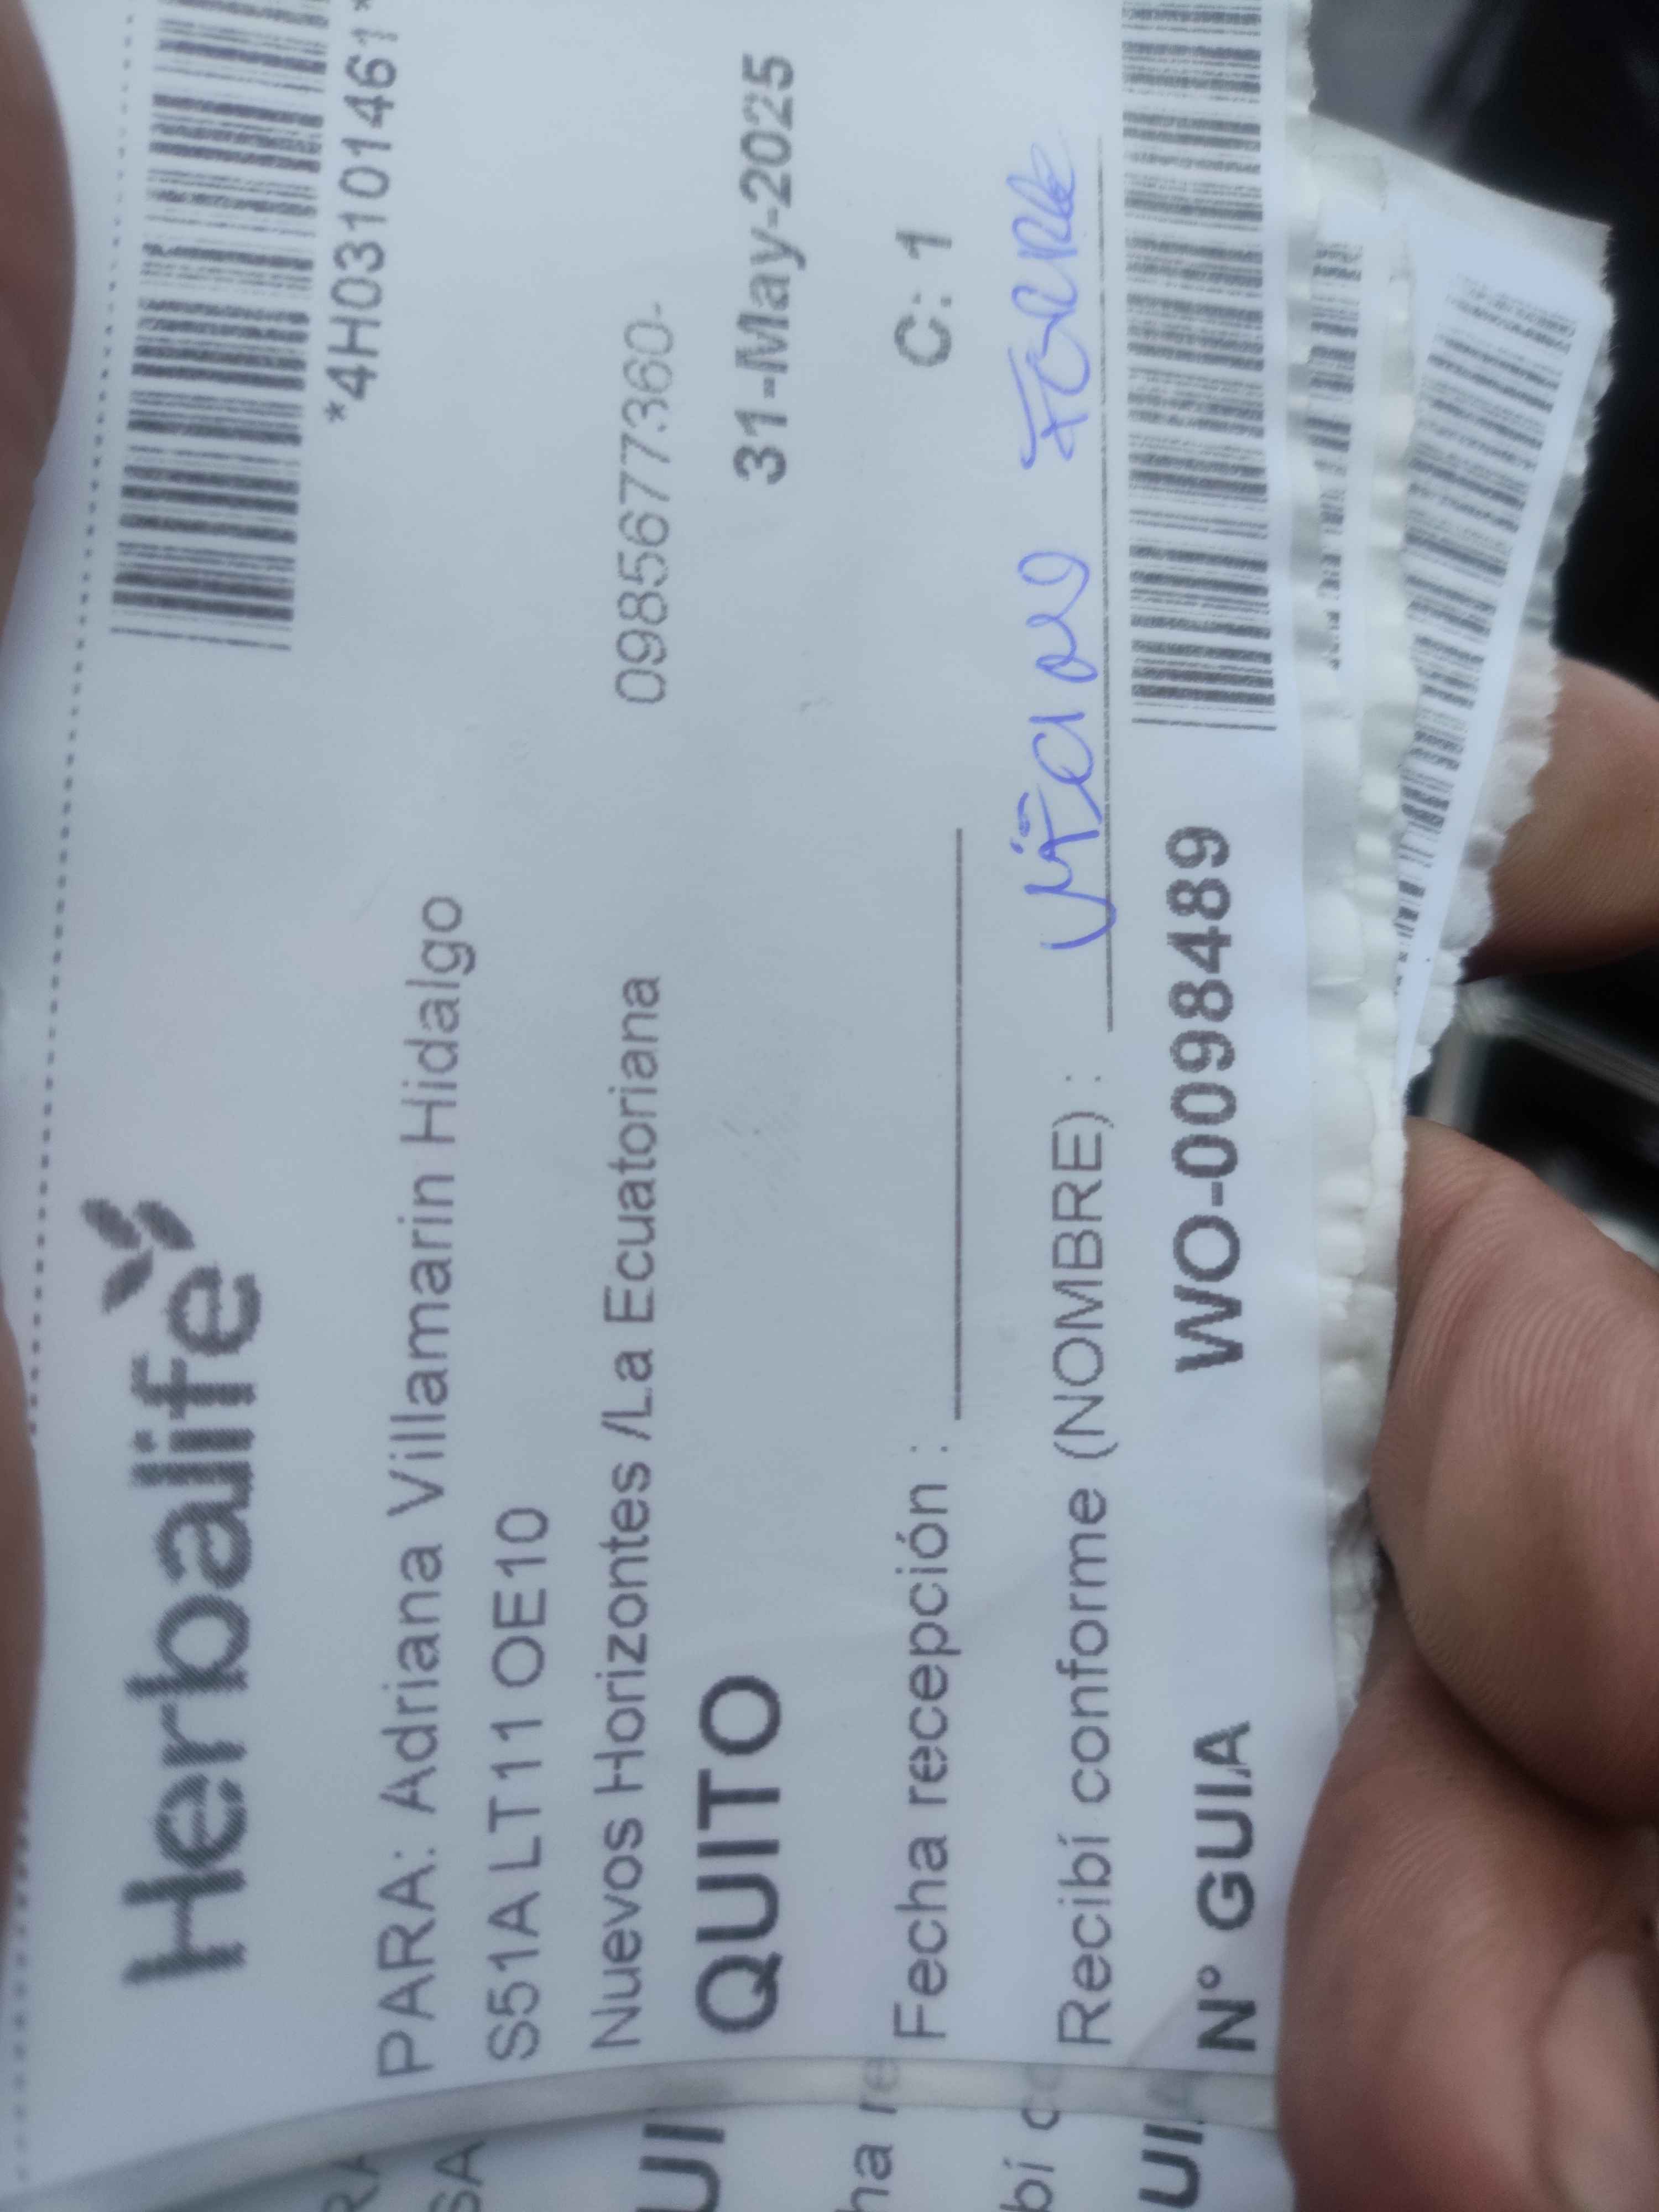 Herbalife
*4H03101461*
PARA: Adriana Villamarin Hidalgo
S51A LT11 OE10
Nuevos Horizontes /La Ecuatoriana 0985677360-
QUITO 31-May-2025
Fecha recepción : C: 1
Recibí conforme (NOMBRE) :
N° GUIA WO-0098489